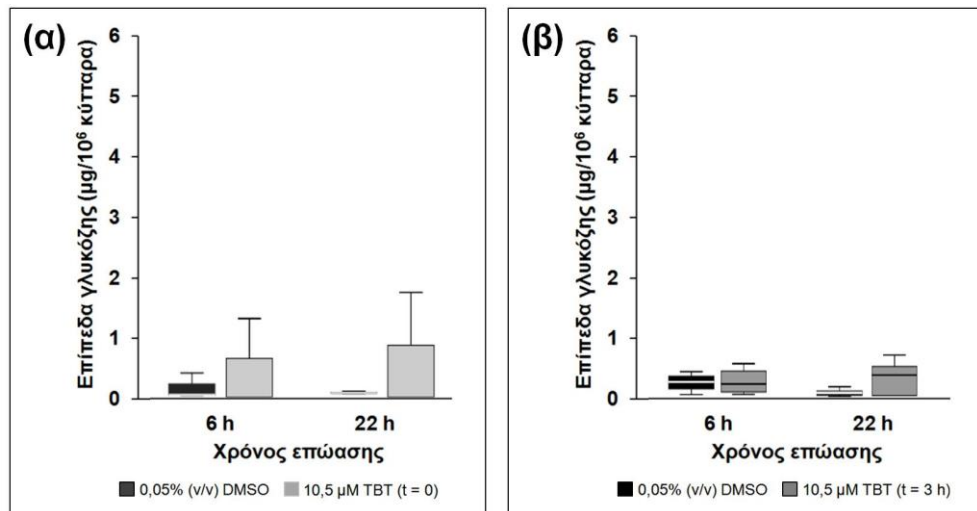 (α)
Επίπεδα γλυκόζης (μg/10⁶ κύτταρα)
6
5
4
3
2
1
0
6 h 22 h
Χρόνος επώασης
0,05% (v/v) DMSO 10,5 μM TBT (t = 0)
(β)
Επίπεδα γλυκόζης (μg/10⁶ κύτταρα)
6
5
4
3
2
1
0
6 h 22 h
Χρόνος επώασης
0,05% (v/v) DMSO 10,5 μM TBT (t = 3 h)